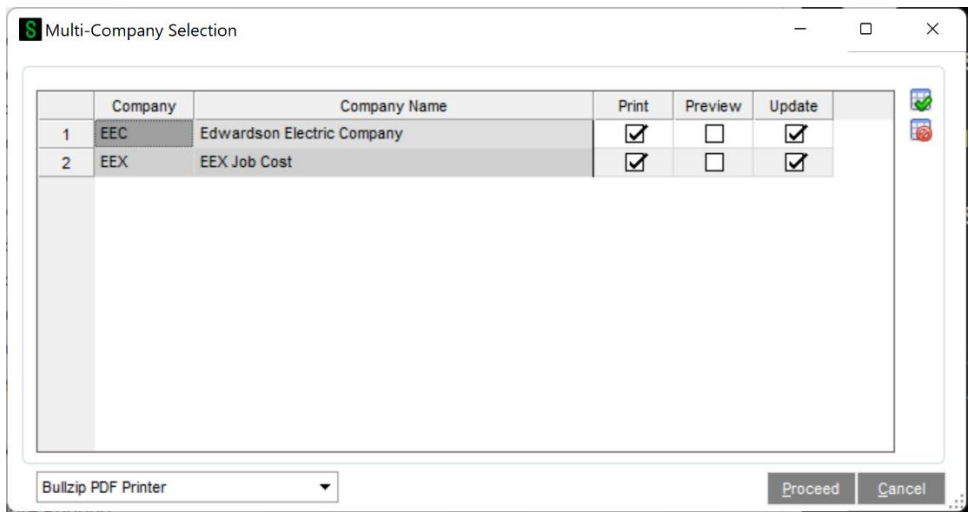 S Multi-Company Selection
Company Company Name Print Preview Update
1 EEC Edwardson Electric Company
2 EEX EEX Job Cost
Bullzip PDF Printer Proceed Cancel